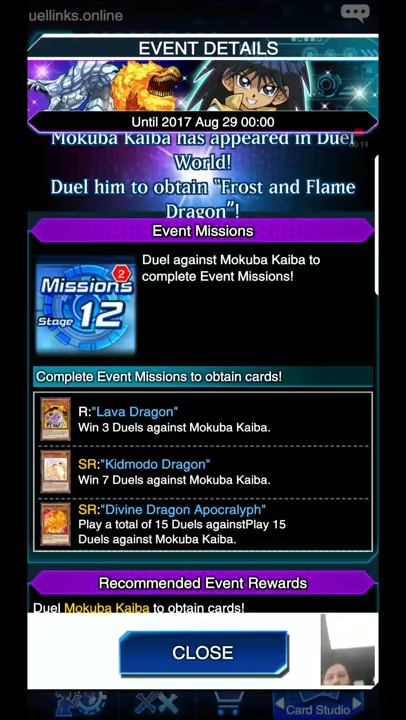 uellinks.online
EVENT DETAILS
Until 2017 Aug 29 00:00
00:19
Mokuba Kaiba has appeared in Duel
World!
Duel him to obtain "Frost and Flame
Dragon"!
Event Missions
2
Missions
Stage 12
Duel against Mokuba Kaiba to
complete Event Missions!
Complete Event Missions to obtain cards!
R:"Lava Dragon"
Win 3 Duels against Mokuba Kaiba.
SR:"Kidmodo Dragon"
Win 7 Duels against Mokuba Kaiba.
SR:"Divine Dragon Apocralyph"
Play a total of 15 Duels againstPlay 15
Duels against Mokuba Kaiba.
Recommended Event Rewards
Duel Mokuba Kaiba to obtain cards!
CLOSE
Card Studio